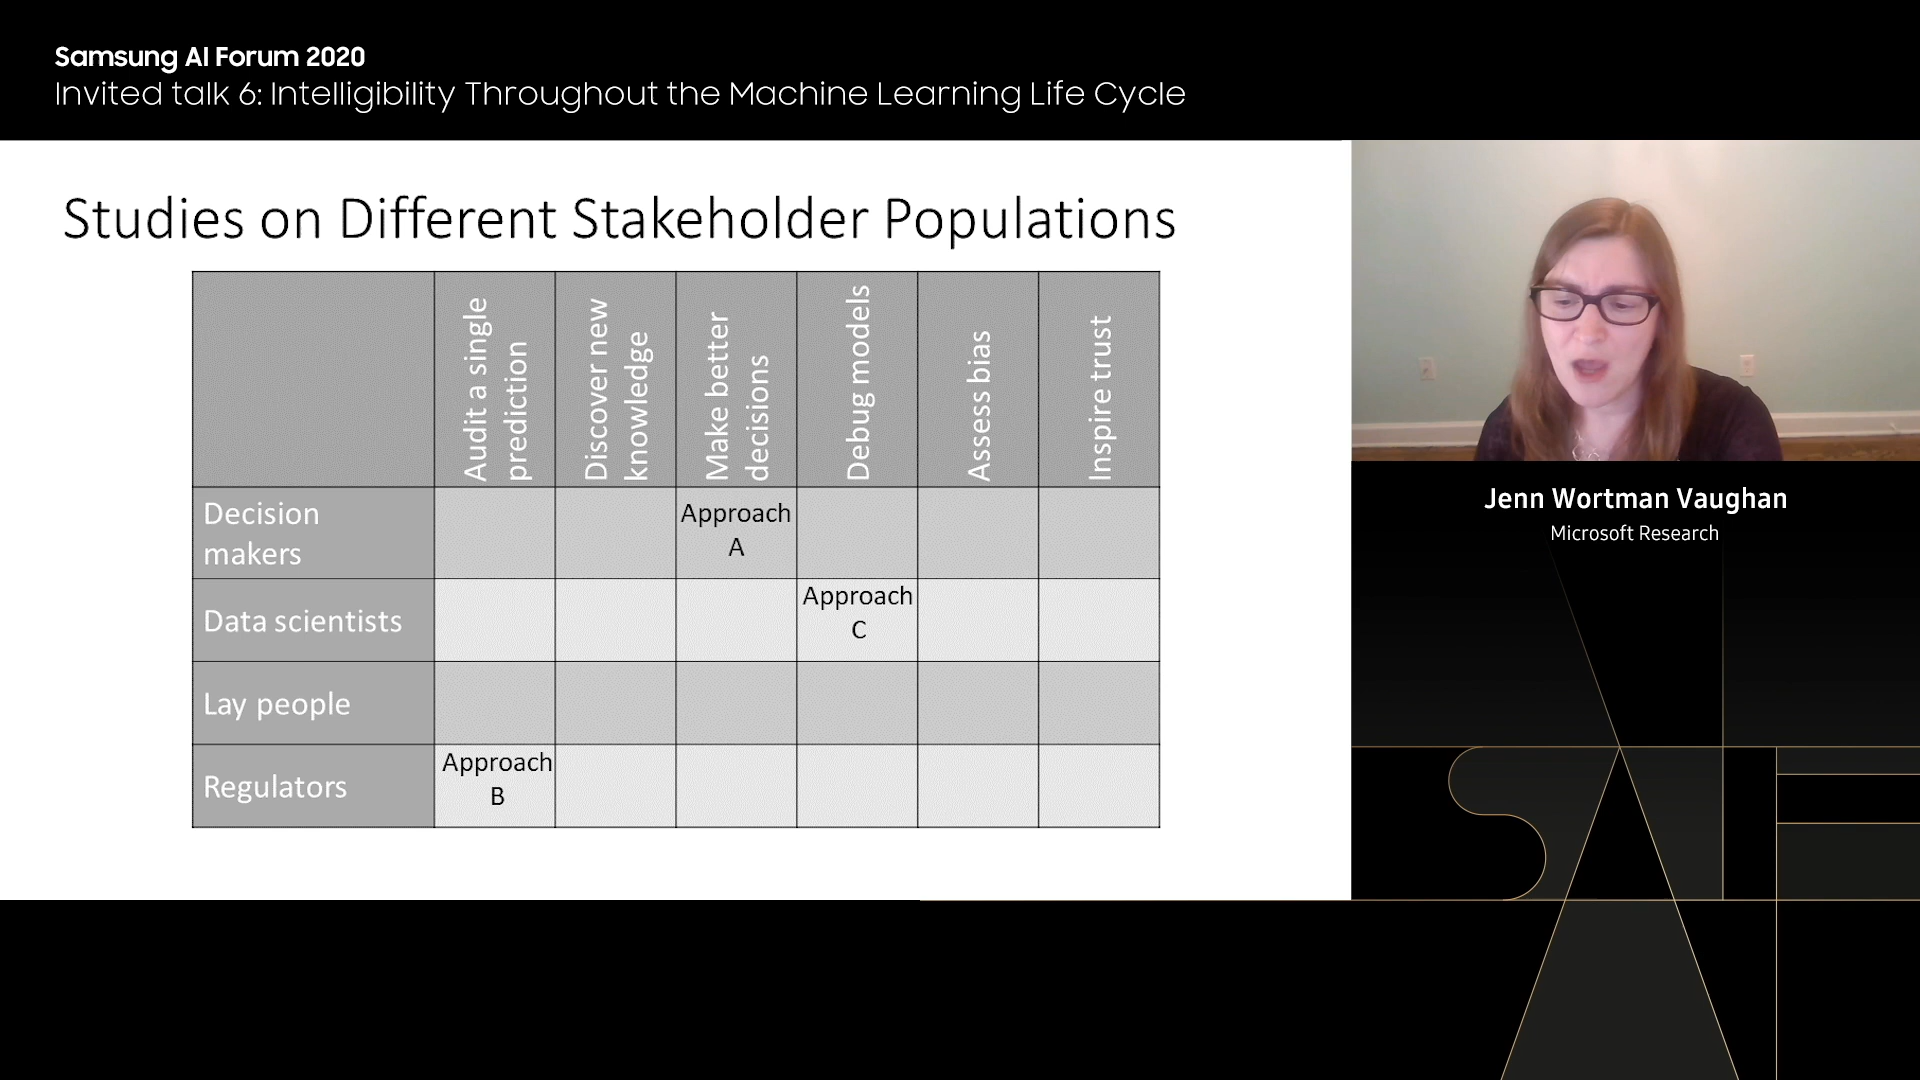 Samsung AI Forum 2020
Invited talk 6: Intelligibility Throughout the Machine Learning Life Cycle
Studies on Different Stakeholder Populations
Audit a single
prediction
Discover new
knowledge
Make better
decisions
Debug models
Assess bias
Inspire trust
Decision
makers
Approach
A
Data scientists
Approach
C
Lay people
Regulators
Approach
B
Jenn Wortman Vaughan
Microsoft Research